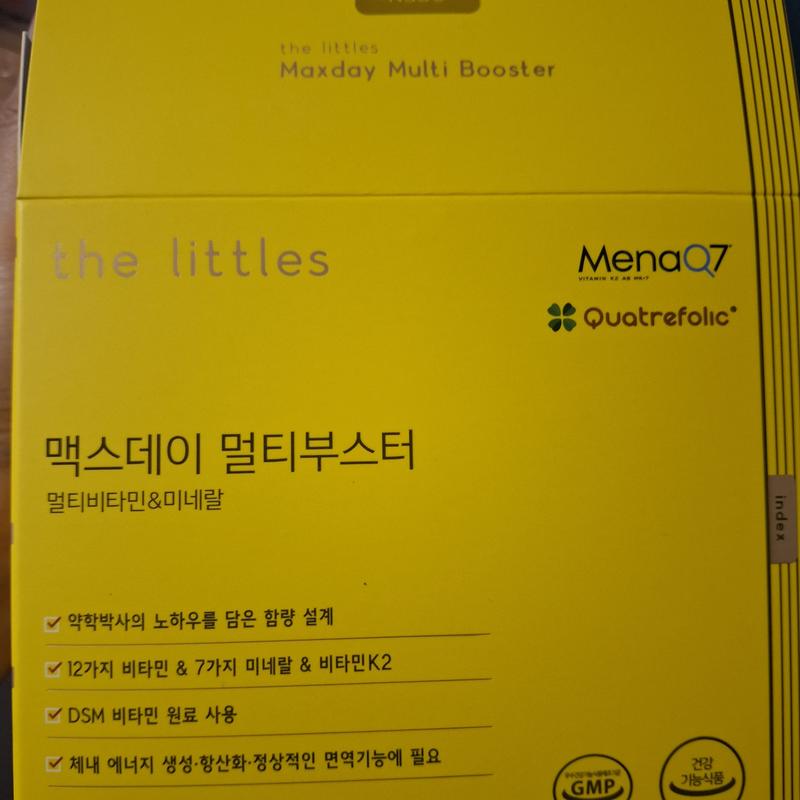 the littles
Maxday Multi Booster
the littles
MenaQ7
VITAMIN K2 AS MK-7
Quatrefolic
맥스데이 멀티부스터
멀티비타민&미네랄
index
약학박사의 노하우를 담은 함량 설계
12가지 비타민 & 7가지 미네랄 & 비타민K2
DSM 비타민 원료 사용
체내 에너지 생성·항산화·정상적인 면역기능에 필요
GMP
건강
기능식품